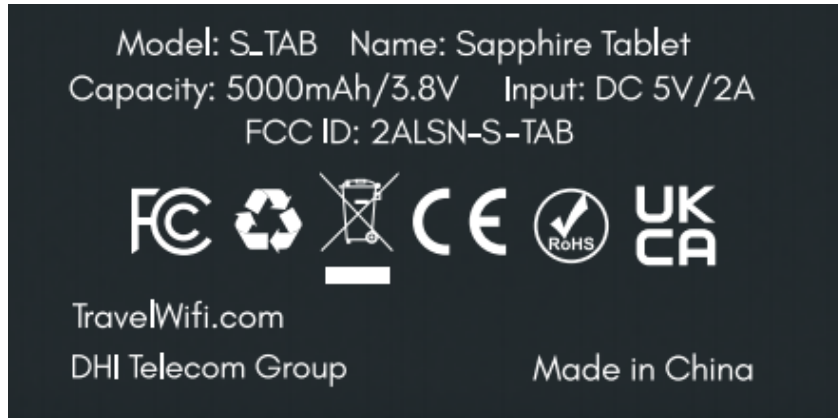 Model: S_TAB Name: Sapphire Tablet
Capacity: 5000mAh/3.8V Input: DC 5V/2A
FCC ID: 2ALSN-S-TAB
FC CE RoHS UK
CA
TravelWifi.com
DHI Telecom Group Made in China